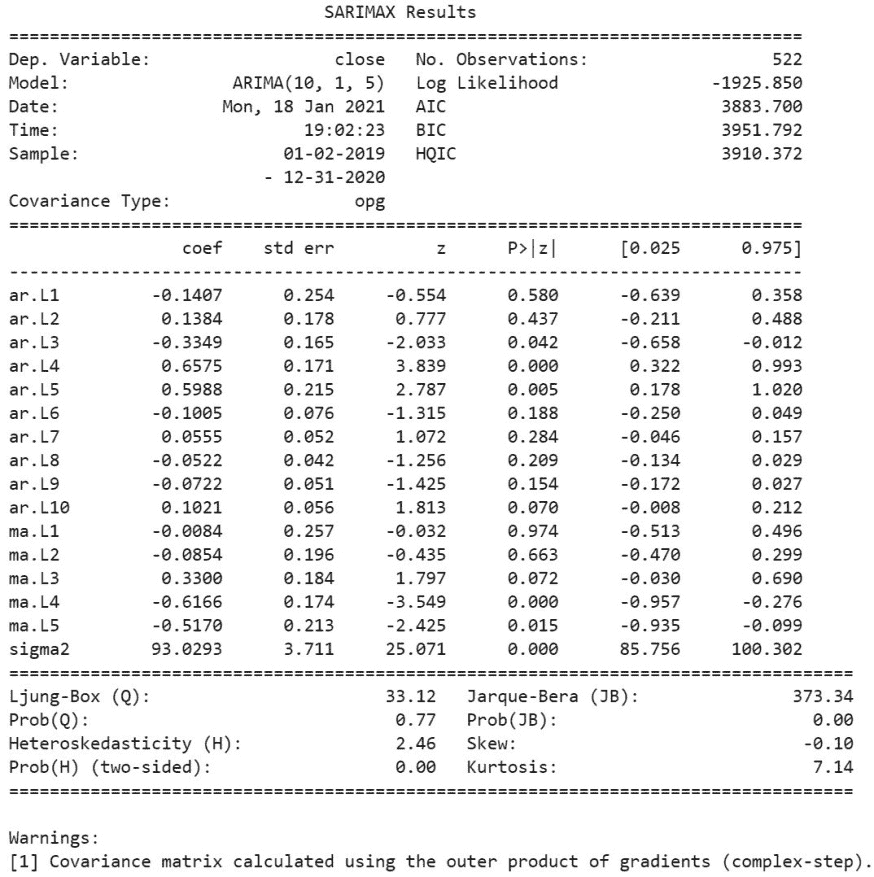 SARIMAX Results
==============================================================================
Dep. Variable: close No. Observations: 522
Model: ARIMA(10, 1, 5) Log Likelihood -1925.850
Date: Mon, 18 Jan 2021 AIC 3883.700
Time: 19:02:23 BIC 3951.792
Sample: 01-02-2019 HQIC 3910.372
- 12-31-2020
Covariance Type: opg
==============================================================================
coef std err z P>|z| [0.025 0.975]
------------------------------------------------------------------------------
ar.L1 -0.1407 0.254 -0.554 0.580 -0.639 0.358
ar.L2 0.1384 0.178 0.777 0.437 -0.211 0.488
ar.L3 -0.3349 0.165 -2.033 0.042 -0.658 -0.012
ar.L4 0.6575 0.171 3.839 0.000 0.322 0.993
ar.L5 0.5988 0.215 2.787 0.005 0.178 1.020
ar.L6 -0.1005 0.076 -1.315 0.188 -0.250 0.049
ar.L7 0.0555 0.052 1.072 0.284 -0.046 0.157
ar.L8 -0.0522 0.042 -1.256 0.209 -0.134 0.029
ar.L9 -0.0722 0.051 -1.425 0.154 -0.172 0.027
ar.L10 0.1021 0.056 1.813 0.070 -0.008 0.212
ma.L1 -0.0084 0.257 -0.032 0.974 -0.513 0.496
ma.L2 -0.0854 0.196 -0.435 0.663 -0.470 0.299
ma.L3 0.3300 0.184 1.797 0.072 -0.030 0.690
ma.L4 -0.6166 0.174 -3.549 0.000 -0.957 -0.276
ma.L5 -0.5170 0.213 -2.425 0.015 -0.935 -0.099
sigma2 93.0293 3.711 25.071 0.000 85.756 100.302
===================================================================================
Ljung-Box (Q): 33.12 Jarque-Bera (JB): 373.34
Prob(Q): 0.77 Prob(JB): 0.00
Heteroskedasticity (H): 2.46 Skew: -0.10
Prob(H) (two-sided): 0.00 Kurtosis: 7.14
===================================================================================
Warnings:
[1] Covariance matrix calculated using the outer product of gradients (complex-step).